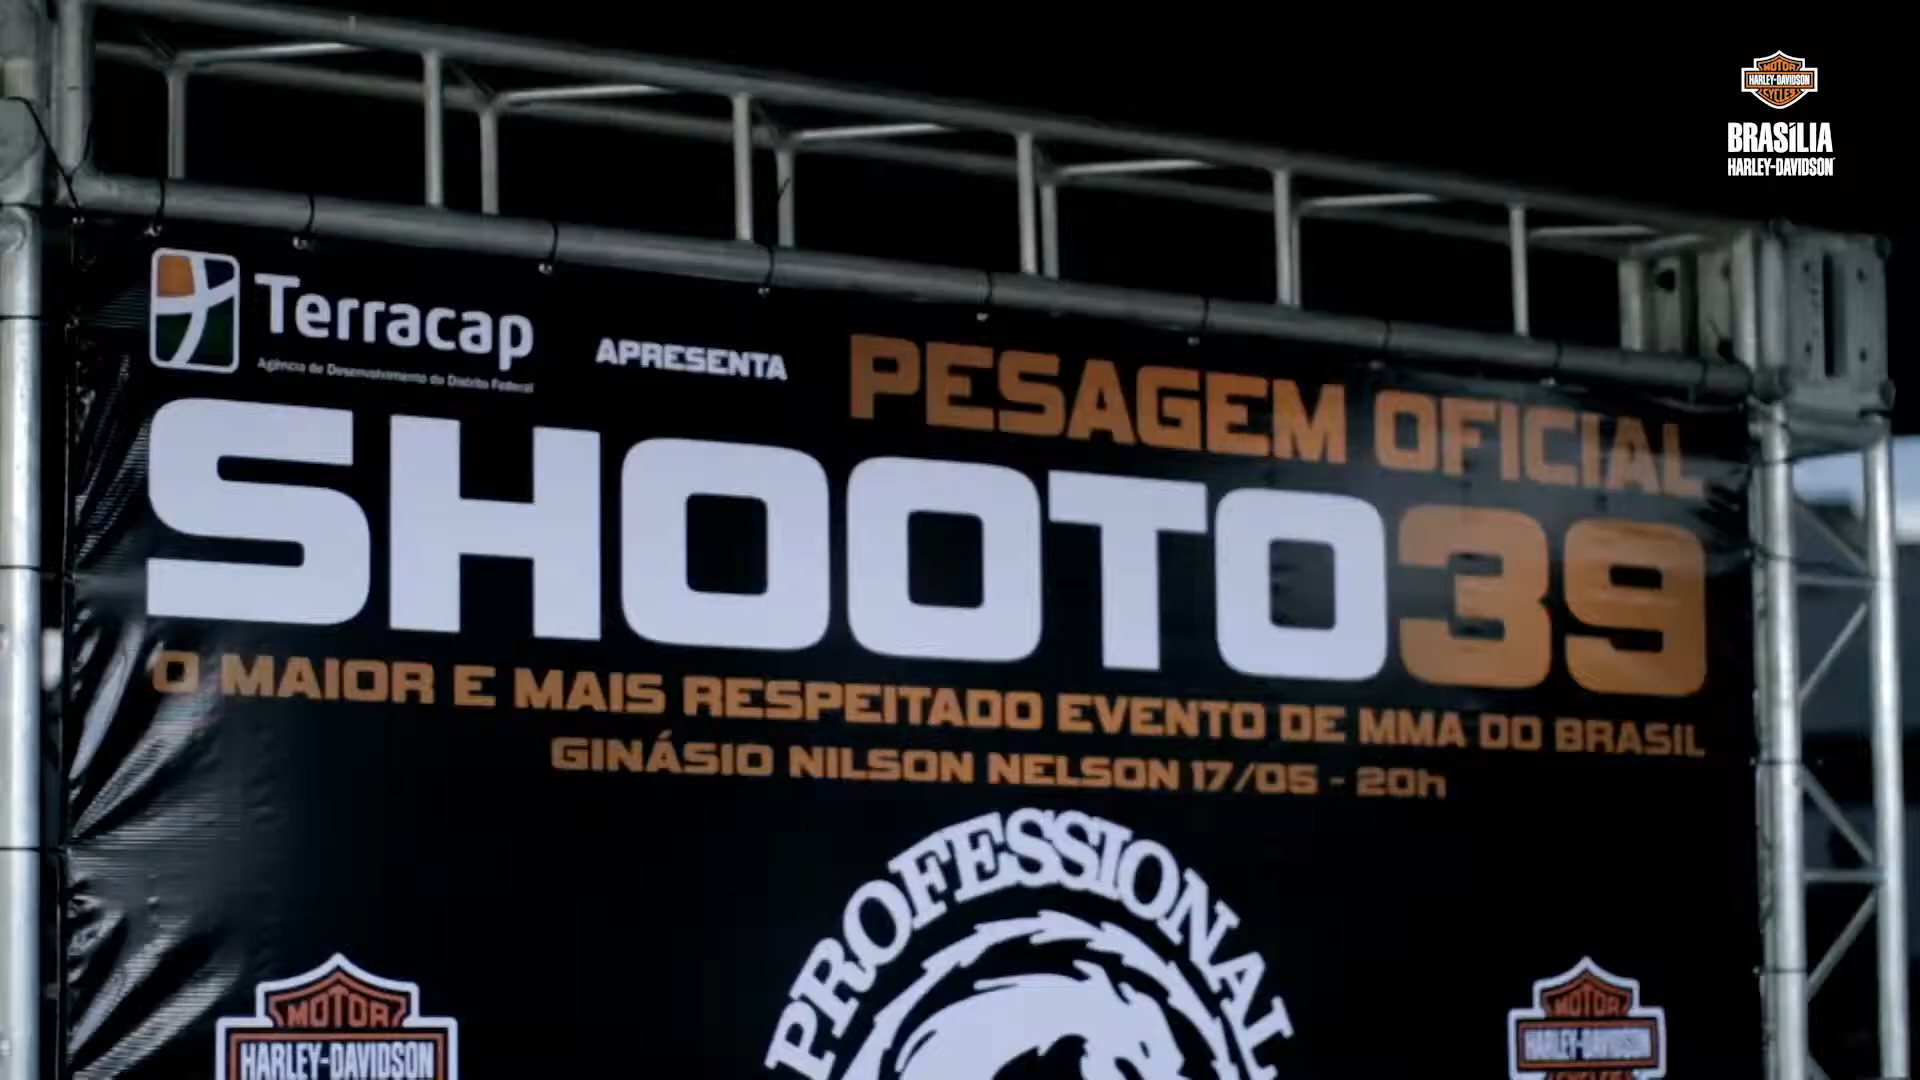 MOTOR
HARLEY-DAVIDSON
CYCLES
BRASÍLIA
HARLEY-DAVIDSON
Terracap
Agência de Desenvolvimento do Distrito Federal
APRESENTA
PESAGEM OFICIAL
SHOOTO39
O MAIOR E MAIS RESPEITADO EVENTO DE MMA DO BRASIL
GINÁSIO NILSON NELSON 17/05 - 20h
PROFESSIONAL
MOTOR
HARLEY-DAVIDSON
MOTOR
HARLEY-DAVIDSON